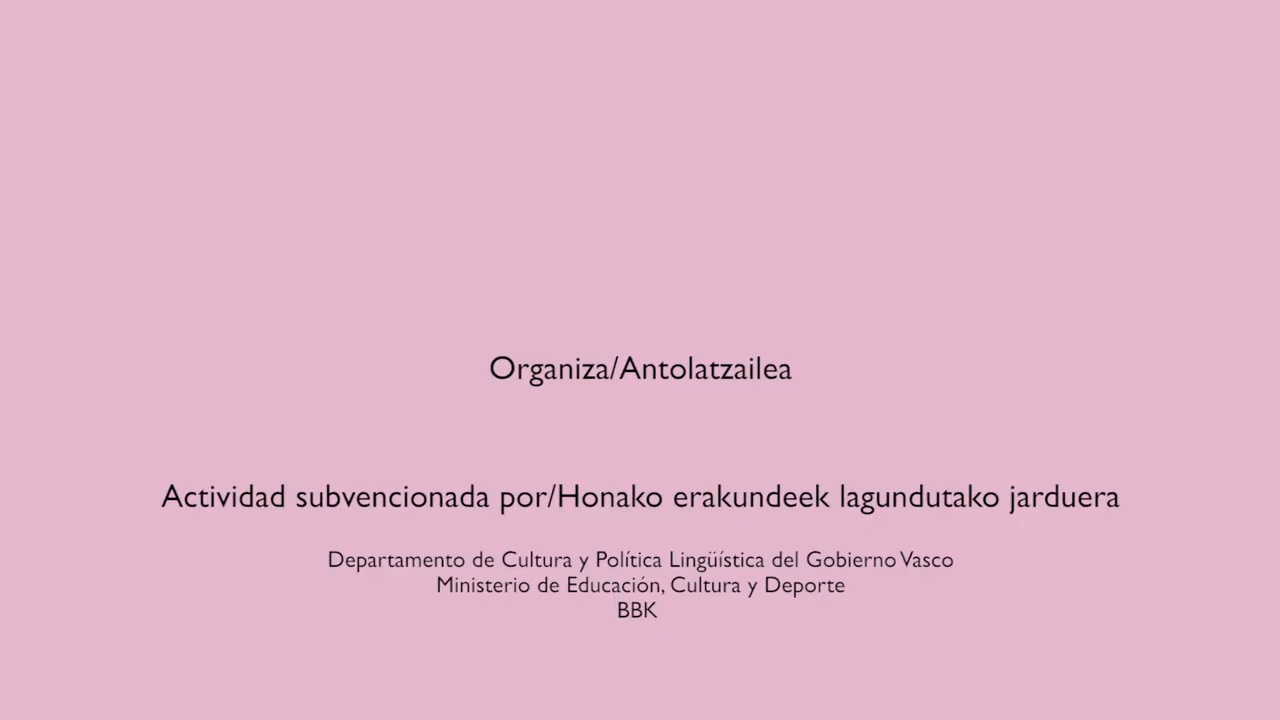 Organiza/Antolatzailea
Actividad subvencionada por/Honako erakundeek lagundutako jarduera
Departamento de Cultura y Política Lingüística del Gobierno Vasco
Ministerio de Educación, Cultura y Deporte
BBK